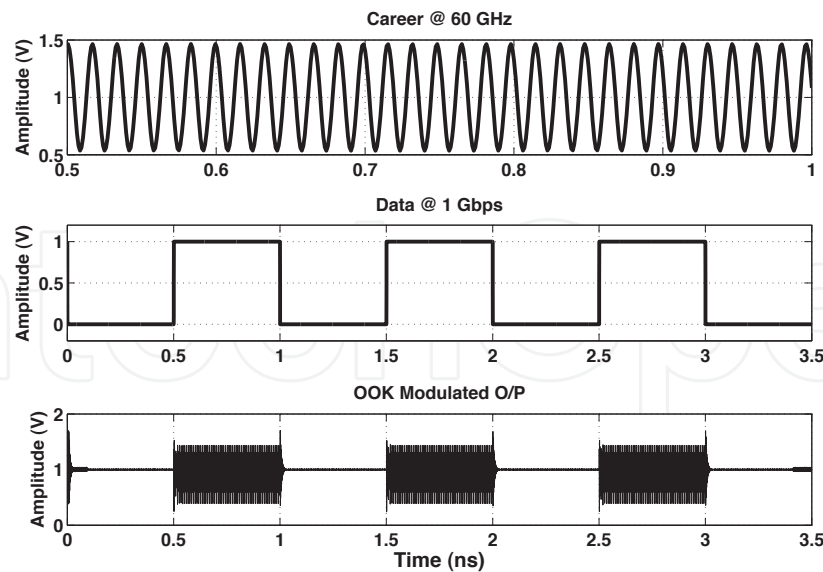 Career @ 60 GHz
Amplitude (V)
1.5
1
0.5
0.5 0.6 0.7 0.8 0.9 1
Data @ 1 Gbps
Amplitude (V)
1
0.5
0
0 0.5 1 1.5 2 2.5 3 3.5
OOK Modulated O/P
Amplitude (V)
2
1
0
0 0.5 1 1.5 2 2.5 3 3.5
Time (ns)